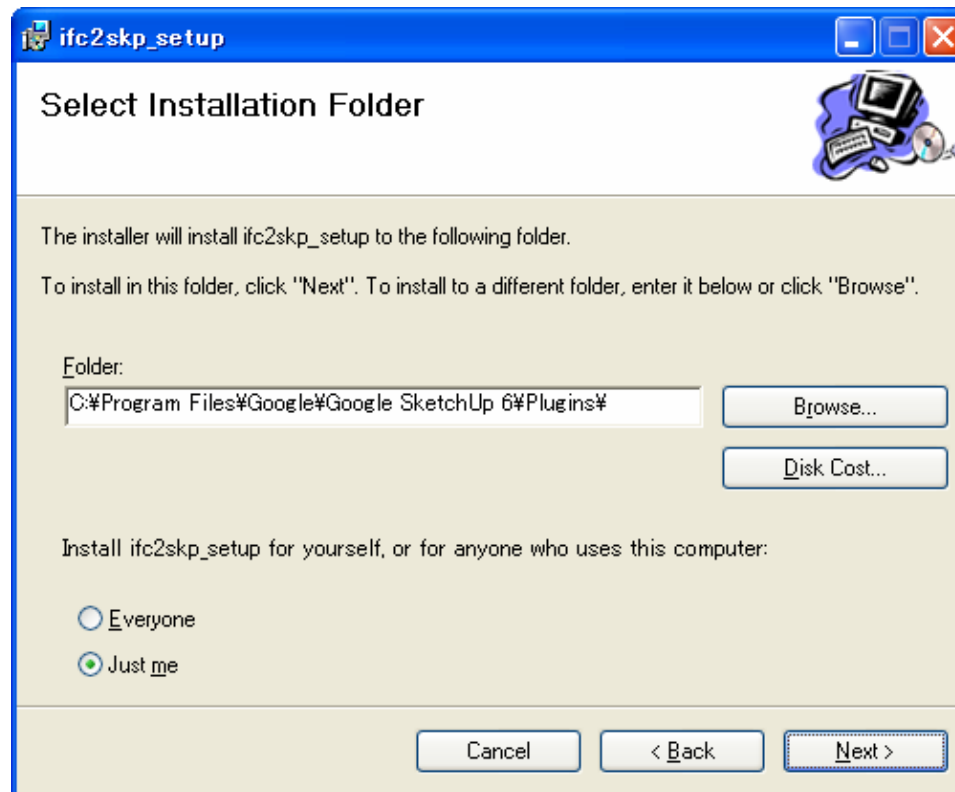 ifc2skp_setup
Select Installation Folder
The installer will install ifc2skp_setup to the following folder.
To install in this folder, click "Next". To install to a different folder, enter it below or click "Browse".
Folder:
C:¥Program Files¥Google¥Google SketchUp 6¥Plugins¥
Browse...
Disk Cost...
Install ifc2skp_setup for yourself, or for anyone who uses this computer:
Everyone
Just me
Cancel
< Back
Next >